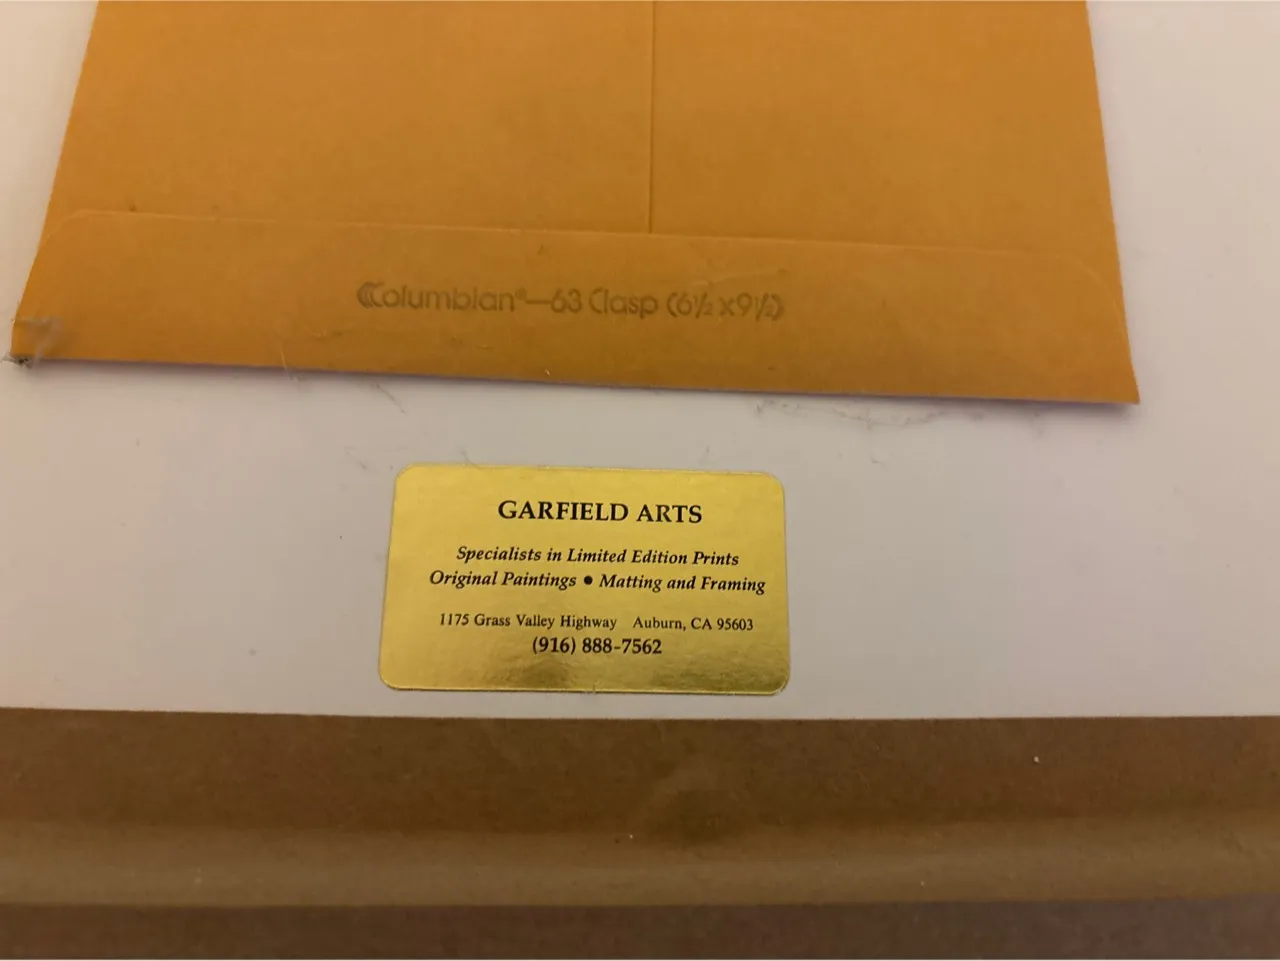 Columbian®—63 Clasp (6½ x 9½)
GARFIELD ARTS
Specialists in Limited Edition Prints
Original Paintings • Matting and Framing
1175 Grass Valley Highway Auburn, CA 95603
(916) 888-7562